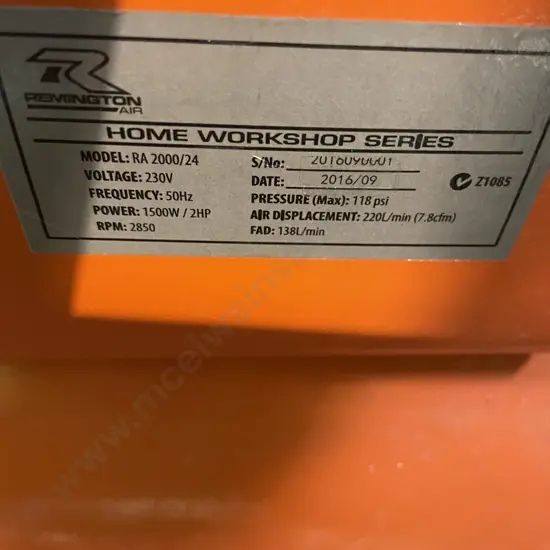 REMINGTON
AIR
HOME WORKSHOP SERIES
MODEL: RA 2000/24
VOLTAGE: 230V
FREQUENCY: 50Hz
POWER: 1500W / 2HP
RPM: 2850
S/No: 2016090001
DATE: 2016/09
PRESSURE (Max): 118 psi
AIR DISPLACEMENT: 220L/min (7.8cfm)
FAD: 138L/min
Z1085